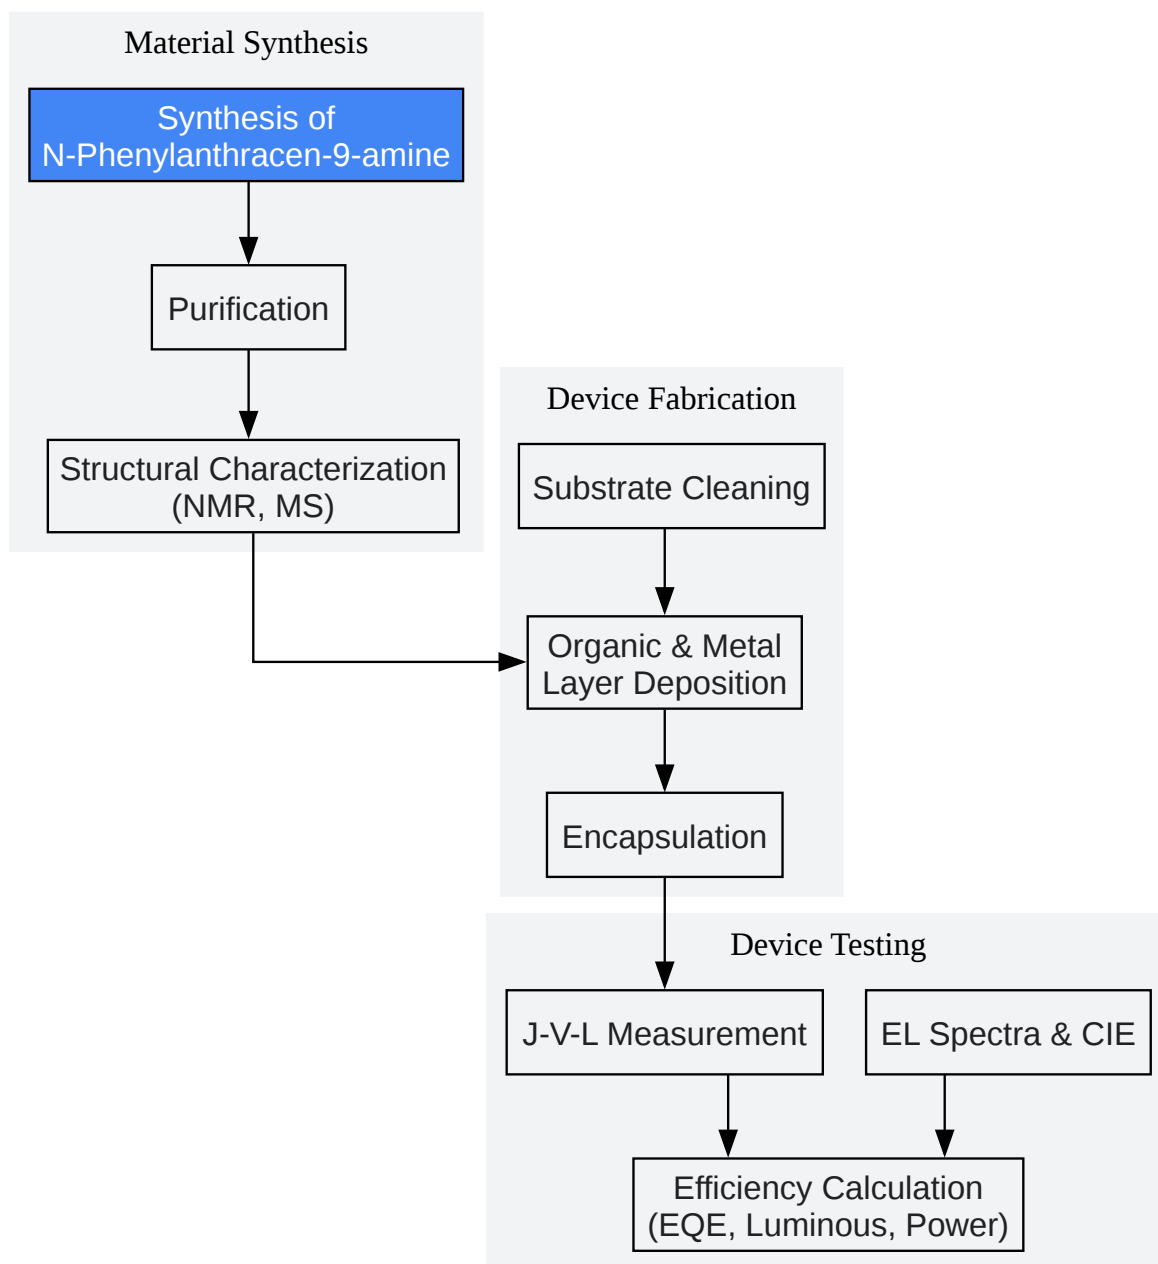 Material Synthesis
Synthesis of
N-Phenylanthracen-9-amine
Purification
Structural Characterization
(NMR, MS)
Device Fabrication
Substrate Cleaning
Organic & Metal
Layer Deposition
Encapsulation
Device Testing
J-V-L Measurement
EL Spectra & CIE
Efficiency Calculation
(EQE, Luminous, Power)